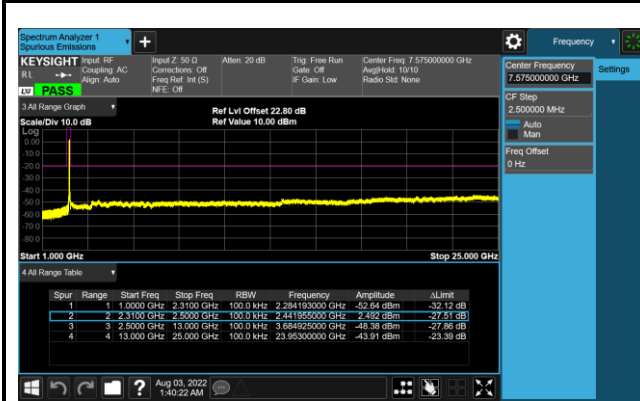 Spectrum Analyzer 1
Spurious Emissions
Frequency
KEYSIGHT
R L
LXI
PASS
Input: RF
Coupling: AC
Align: Auto
Input Z: 50 Ω
Corrections: Off
Freq Ref: Int (S)
NFE: Off
Atten: 20 dB
Trig: Free Run
Gate: Off
IF Gain: Low
Center Freq: 7.575000000 GHz
Avg|Hold: 10/10
Radio Std: None
Center Frequency
7.575000000 GHz
Settings
CF Step
2.500000 MHz
Auto
Man
Freq Offset
0 Hz
3 All Range Graph
Scale/Div 10.0 dB
Ref Lvl Offset 22.80 dB
Ref Value 10.00 dBm
Log
0.00
-10.0
-20.0
-30.0
-40.0
-50.0
-60.0
-70.0
-80.0
Start 1.000 GHz
Stop 25.000 GHz
4 All Range Table
Spur Range Start Freq Stop Freq RBW Frequency Amplitude ΔLimit
1 1 1.0000 GHz 2.3100 GHz 100.0 kHz 2.284193000 GHz -52.64 dBm -32.12 dB
2 2 2.3100 GHz 2.5000 GHz 100.0 kHz 2.441955000 GHz 2.492 dBm -27.51 dB
3 3 2.5000 GHz 13.000 GHz 100.0 kHz 3.684925000 GHz -48.38 dBm -27.86 dB
4 4 13.000 GHz 25.000 GHz 100.0 kHz 23.95300000 GHz -43.91 dBm -23.39 dB
?
Aug 03, 2022
1:40:22 AM